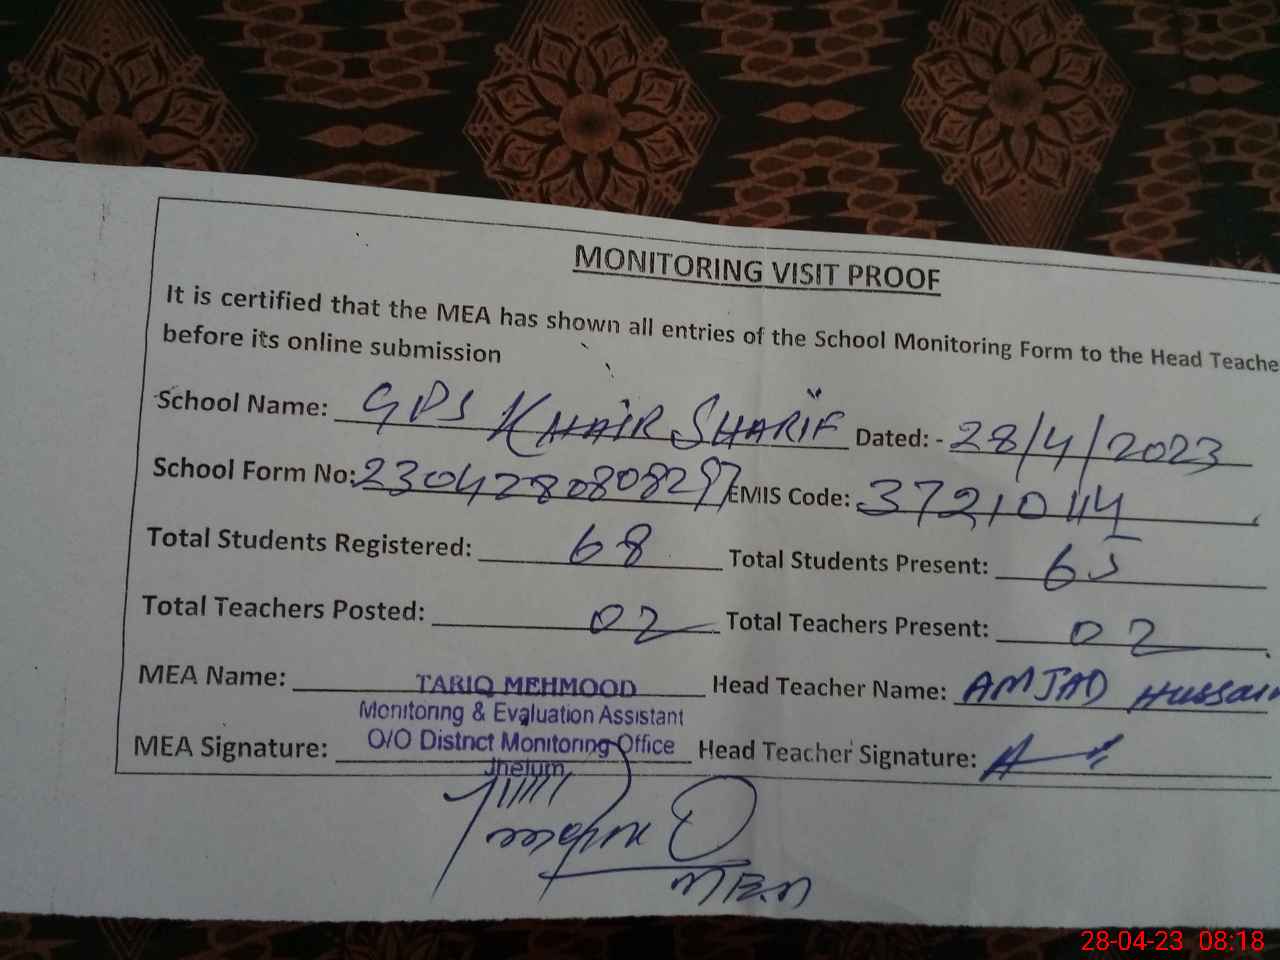 MONITORING VISIT PROOF
It is certified that the MEA has shown all entries of the School Monitoring Form to the Head Teache
before its online submission
School Name: GPS KHAIR SHARIF Dated: - 28/4/2023
School Form No: 2304280808297 EMIS Code: 37210114
Total Students Registered: 68 Total Students Present: 65
Total Teachers Posted: 02 Total Teachers Present: 02
MEA Name: TARIQ MEHMOOD Head Teacher Name: AMJAD Hussain
Monitoring & Evaluation Assistant
MEA Signature: O/O District Monitoring Office Head Teacher Signature:
Jhelum
28-04-23 08:18